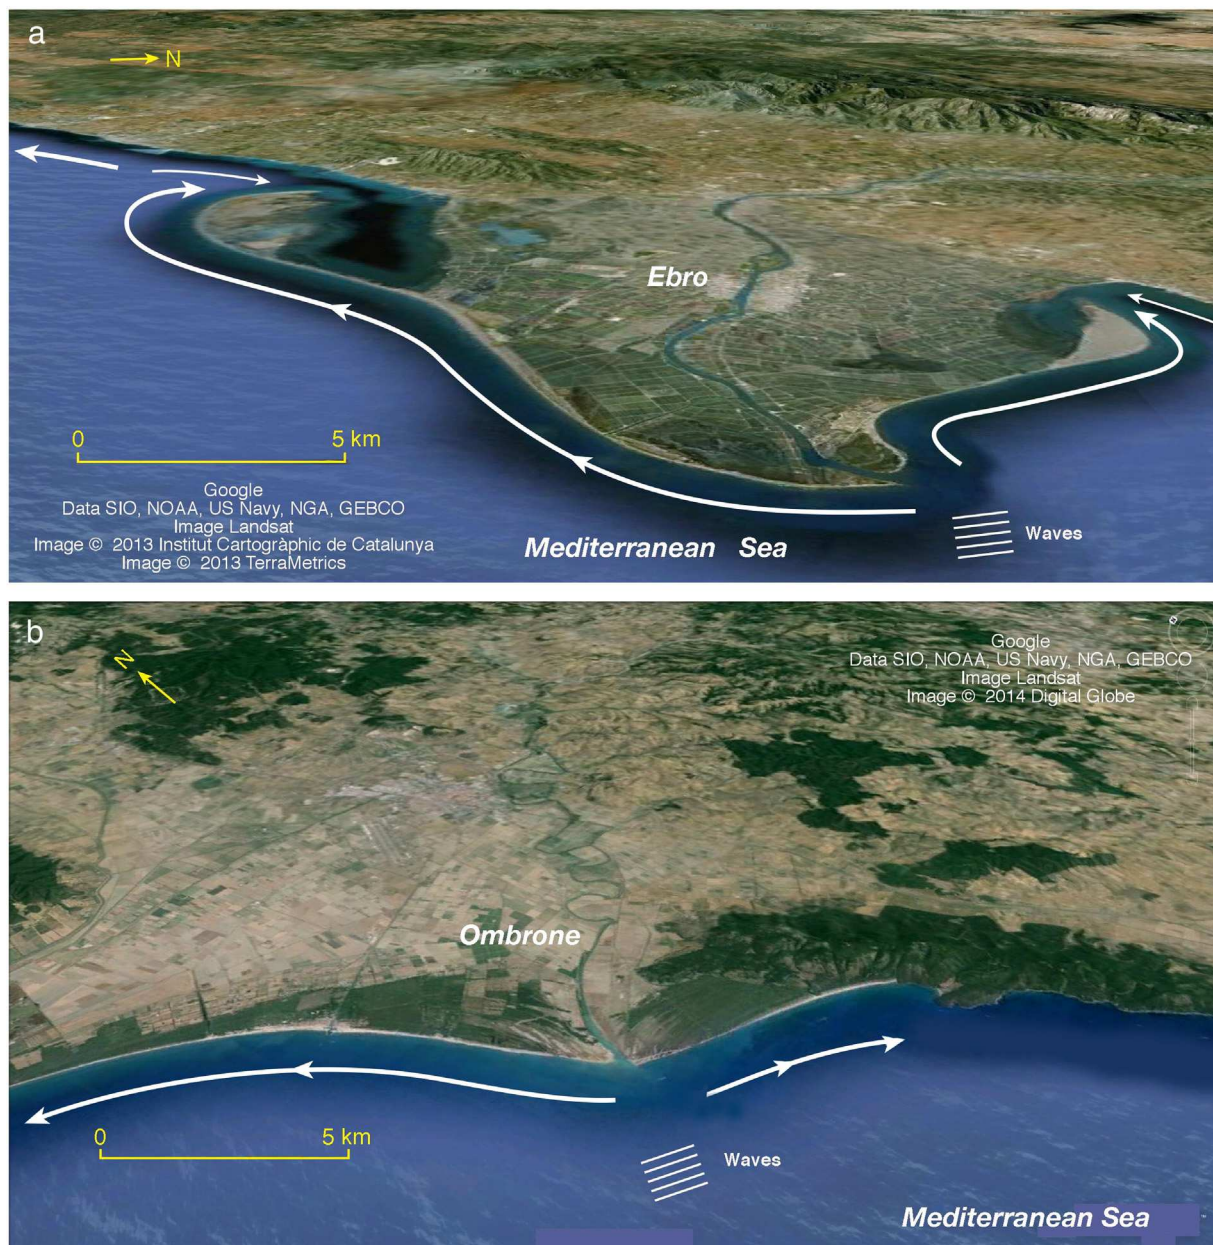 a
N
Ebro
0 5 km
Google
Data SIO, NOAA, US Navy, NGA, GEBCO
Image Landsat
Image © 2013 Institut Cartogràphic de Catalunya
Image © 2013 TerraMetrics
Mediterranean Sea
Waves
b
N
Google
Data SIO, NOAA, US Navy, NGA, GEBCO
Image Landsat
Image © 2014 Digital Globe
Ombrone
0 5 km
Waves
Mediterranean Sea